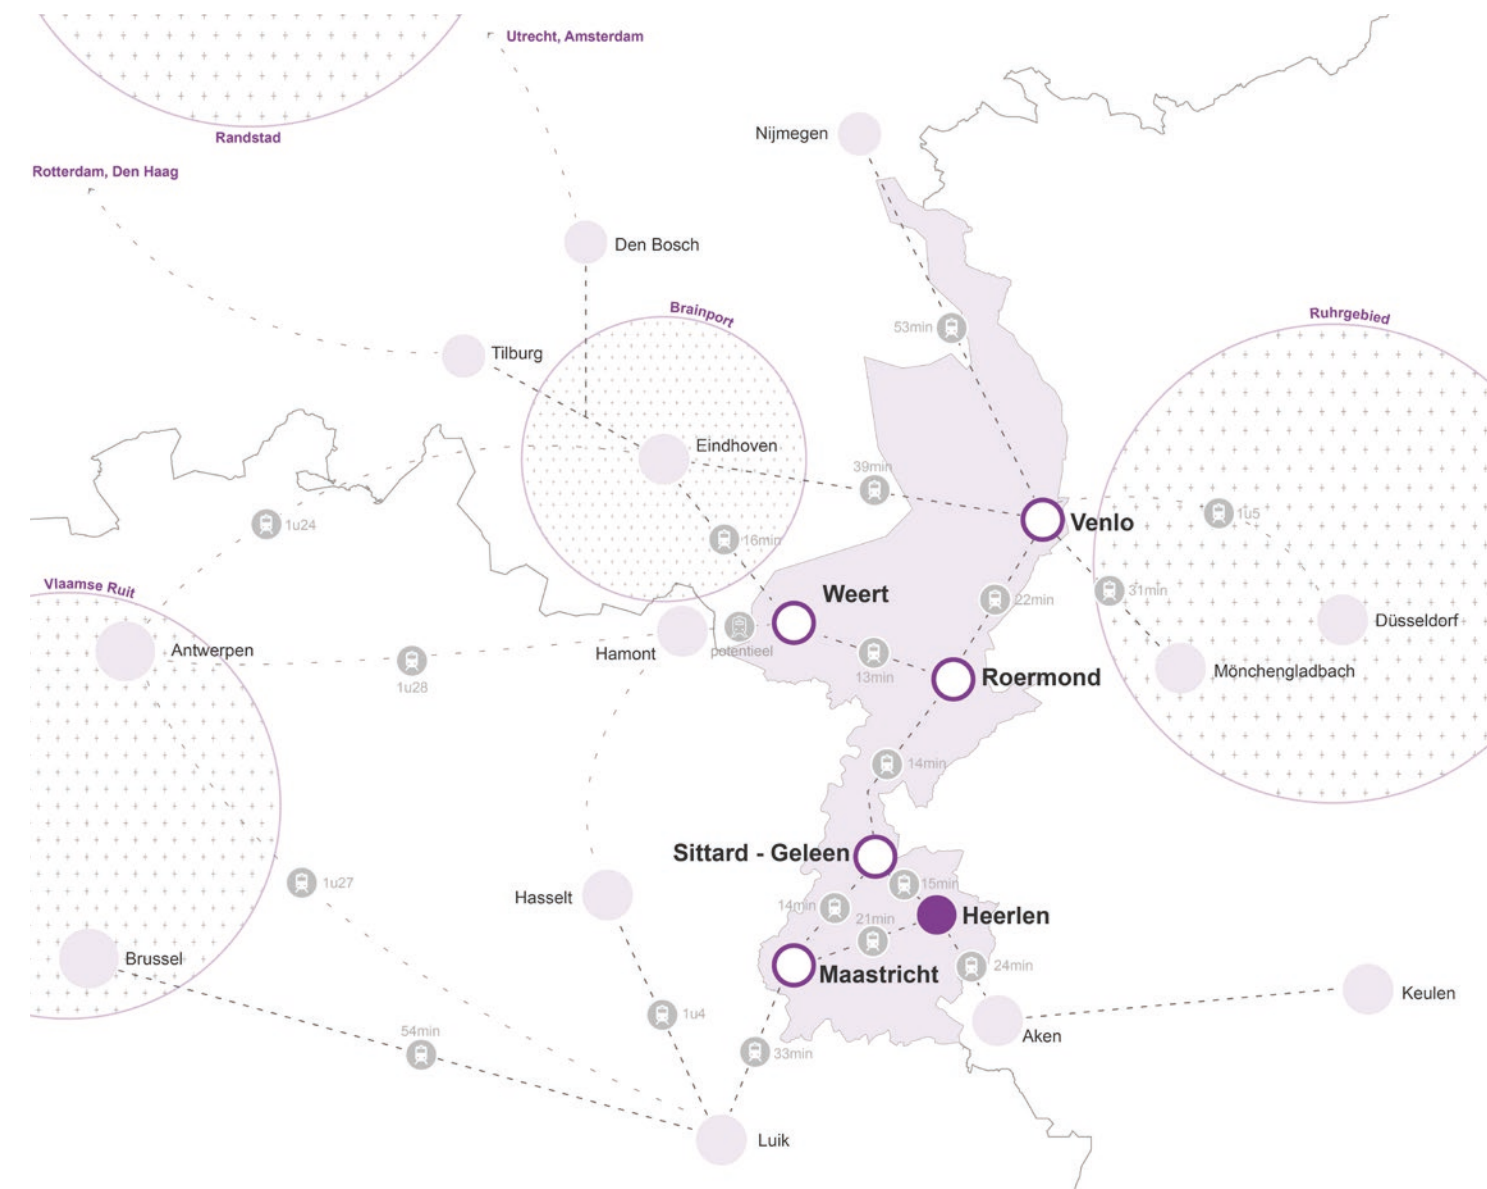 Utrecht, Amsterdam
Randstad
Nijmegen
Rotterdam, Den Haag
Den Bosch
Brainport
Ruhrgebied
53min
Tilburg
Eindhoven
39min
1u24
1u5
Venlo
16min
Vlaamse Ruit
31min
Weert
22min
Düsseldorf
Antwerpen
Hamont
potentieel
1u28
13min
Roermond
Mönchengladbach
14min
Sittard - Geleen
1u27
15min
Hasselt
14min
21min
Heerlen
Brussel
Maastricht
24min
Keulen
1u4
54min
Aken
33min
Luik